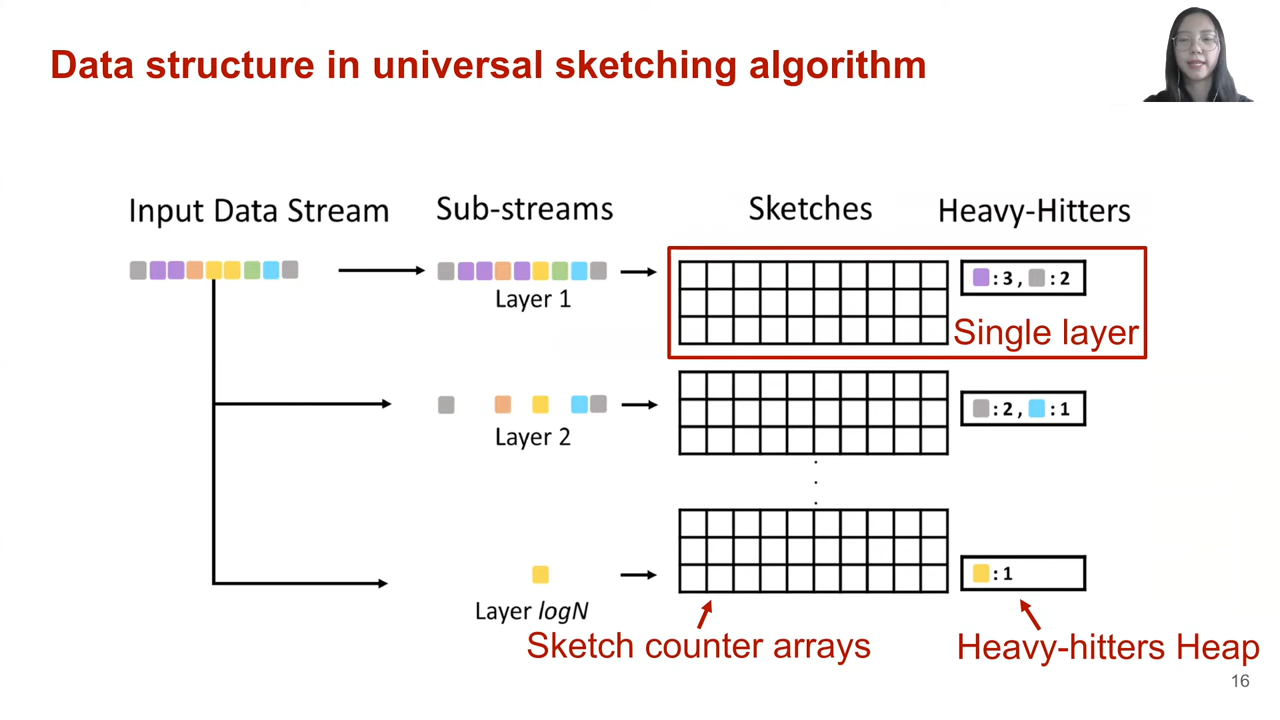 Data structure in universal sketching algorithm
Input Data Stream
Sub-streams
Sketches
Heavy-Hitters
Layer 1
: 3 , : 2
Single layer
Layer 2
: 2 , : 1
Layer logN
: 1
Sketch counter arrays
Heavy-hitters Heap
16